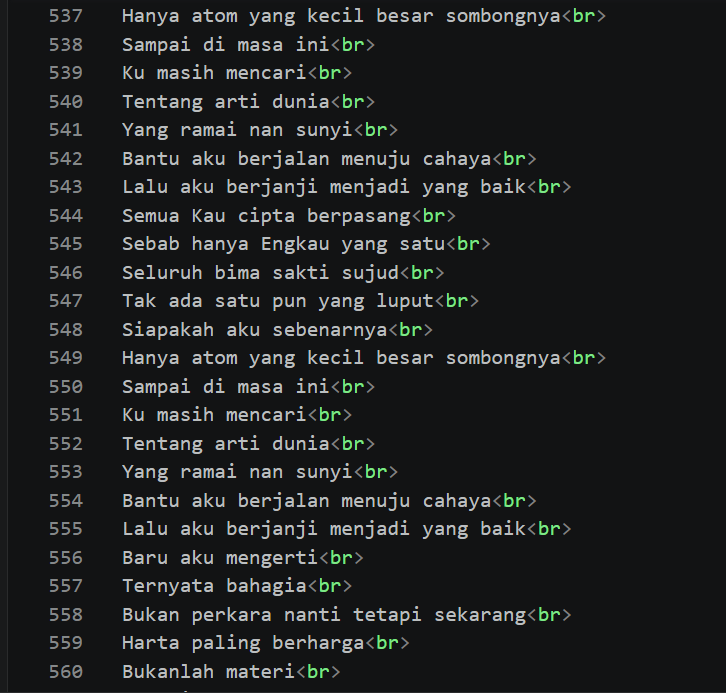 537 Hanya atom yang kecil besar sombongnya<br>
538 Sampai di masa ini<br>
539 Ku masih mencari<br>
540 Tentang arti dunia<br>
541 Yang ramai nan sunyi<br>
542 Bantu aku berjalan menuju cahaya<br>
543 Lalu aku berjanji menjadi yang baik<br>
544 Semua Kau cipta berpasang<br>
545 Sebab hanya Engkau yang satu<br>
546 Seluruh bima sakti sujud<br>
547 Tak ada satu pun yang luput<br>
548 Siapakah aku sebenarnya<br>
549 Hanya atom yang kecil besar sombongnya<br>
550 Sampai di masa ini<br>
551 Ku masih mencari<br>
552 Tentang arti dunia<br>
553 Yang ramai nan sunyi<br>
554 Bantu aku berjalan menuju cahaya<br>
555 Lalu aku berjanji menjadi yang baik<br>
556 Baru aku mengerti<br>
557 Ternyata bahagia<br>
558 Bukan perkara nanti tetapi sekarang<br>
559 Harta paling berharga<br>
560 Bukanlah materi<br>